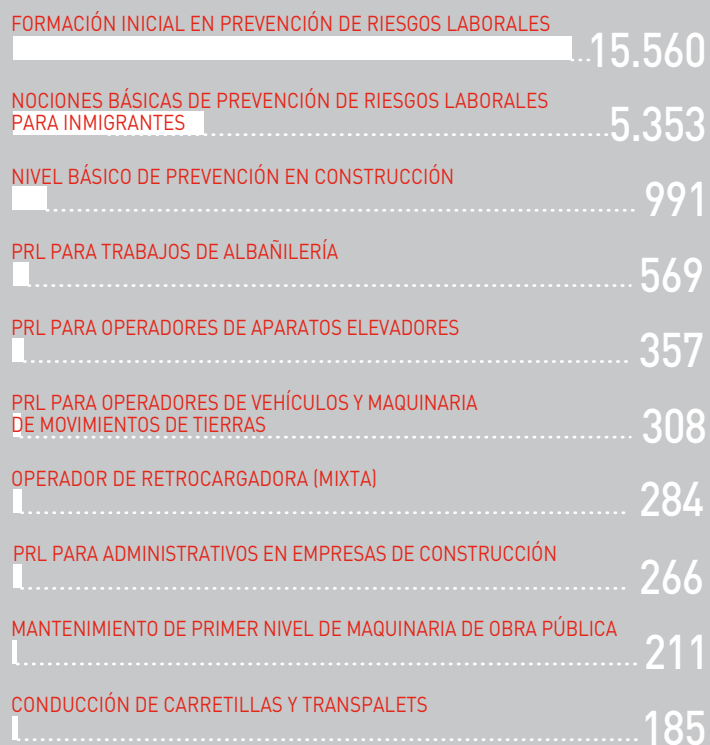 FORMACIÓN INICIAL EN PREVENCIÓN DE RIESGOS LABORALES
15.560
NOCIONES BÁSICAS DE PREVENCIÓN DE RIESGOS LABORALES
PARA INMIGRANTES
5.353
NIVEL BÁSICO DE PREVENCIÓN EN CONSTRUCCIÓN
991
PRL PARA TRABAJOS DE ALBAÑILERÍA
569
PRL PARA OPERADORES DE APARATOS ELEVADORES
357
PRL PARA OPERADORES DE VEHÍCULOS Y MAQUINARIA
DE MOVIMIENTOS DE TIERRAS
308
OPERADOR DE RETROCARGADORA (MIXTA)
284
PRL PARA ADMINISTRATIVOS EN EMPRESAS DE CONSTRUCCIÓN
266
MANTENIMIENTO DE PRIMER NIVEL DE MAQUINARIA DE OBRA PÚBLICA
211
CONDUCCIÓN DE CARRETILLAS Y TRANSPALETS
185